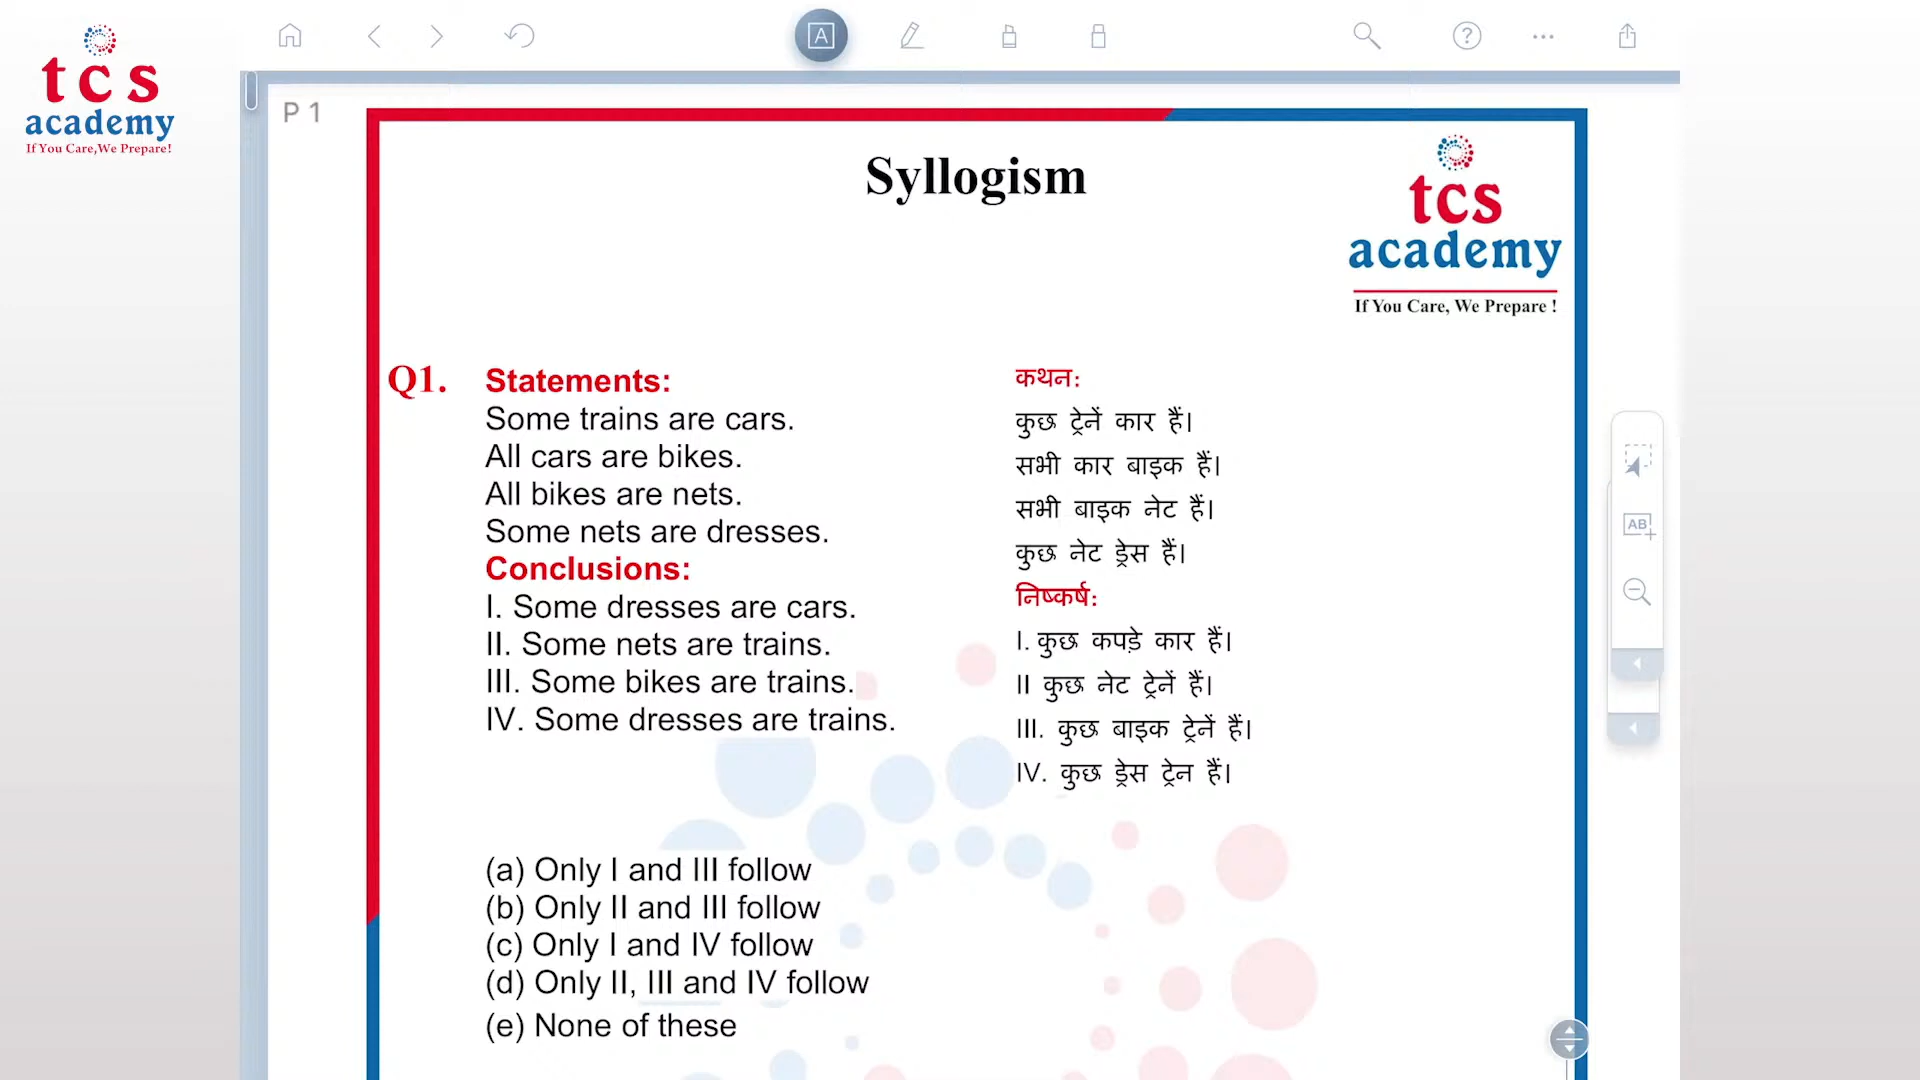 tcs
academy
If You Care,We Prepare!
A
?
P 1
Syllogism
tcs
academy
If You Care, We Prepare !
Q1. Statements:
Some trains are cars.
All cars are bikes.
All bikes are nets.
Some nets are dresses.
Conclusions:
I. Some dresses are cars.
II. Some nets are trains.
III. Some bikes are trains.
IV. Some dresses are trains.
कथन:
कुछ ट्रेनें कार हैं।
सभी कार बाइक हैं।
सभी बाइक नेट हैं।
कुछ नेट ड्रेस हैं।
निष्कर्ष:
I. कुछ कपड़े कार हैं।
II कुछ नेट ट्रेनें हैं।
III. कुछ बाइक ट्रेनें हैं।
IV. कुछ ड्रेस ट्रेन हैं।
(a) Only I and III follow
(b) Only II and III follow
(c) Only I and IV follow
(d) Only II, III and IV follow
(e) None of these
AB